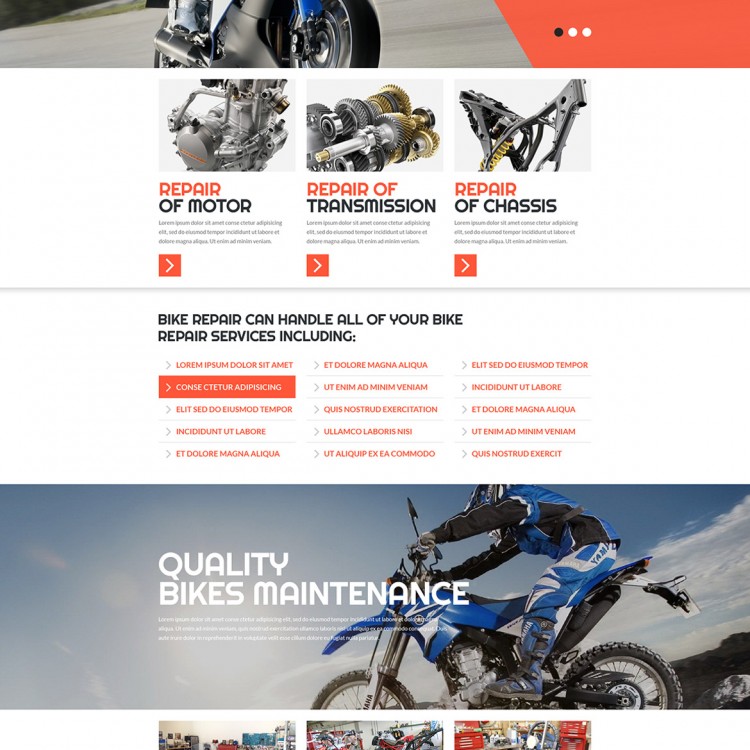 REPAIR
OF MOTOR
Lorem ipsum dolor sit amet conse ctetur adipisicing
elit, sed do eiusmod tempor incididunt ut labore et
dolore magna aliqua. Ut enim ad minim veniam.
REPAIR OF
TRANSMISSION
Lorem ipsum dolor sit amet conse ctetur adipisicing
elit, sed do eiusmod tempor incididunt ut labore et
dolore magna aliqua. Ut enim ad minim veniam.
REPAIR
OF CHASSIS
Lorem ipsum dolor sit amet conse ctetur adipisicing
elit, sed do eiusmod tempor incididunt ut labore et
dolore magna aliqua. Ut enim ad minim veniam.
BIKE REPAIR CAN HANDLE ALL OF YOUR BIKE
REPAIR SERVICES INCLUDING:
LOREM IPSUM DOLOR SIT AMET
CONSE CTETUR ADIPISICING
ELIT SED DO EIUSMOD TEMPOR
INCIDIDUNT UT LABORE
ET DOLORE MAGNA ALIQUA
ET DOLORE MAGNA ALIQUA
UT ENIM AD MINIM VENIAM
QUIS NOSTRUD EXERCITATION
ULLAMCO LABORIS NISI
UT ALIQUIP EX EA COMMODO
ELIT SED DO EIUSMOD TEMPOR
INCIDIDUNT UT LABORE
ET DOLORE MAGNA ALIQUA
UT ENIM AD MINIM VENIAM
QUIS NOSTRUD EXERCIT
QUALITY
BIKES MAINTENANCE
Lorem ipsum dolor sit amet, consectetur adipisicing elit, sed do eiusmod tempor incididunt ut labore et dolore magna
aliqua. Ut enim ad minim veniam, quis nostrud exercitation ullamco laboris nisi ut aliquip ex ea commodo consequat. Duis
aute irure dolor in reprehenderit in voluptate velit esse cillum dolore eu fugiat nulla pariatur.
YAMAHA
YAMAHA